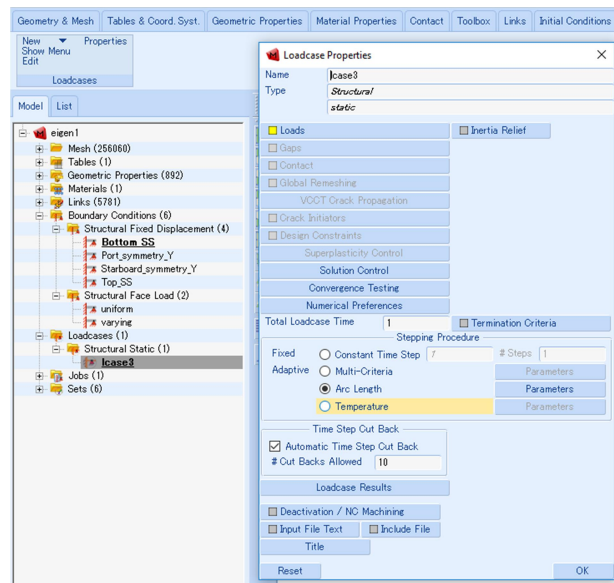 Geometry & Mesh
Tables & Coord. Syst.
Geometric Properties
Material Properties
Contact
Toolbox
Links
Initial Conditions
New
Properties
Show Menu
Edit
Loadcases
Model
List
eigen1
Mesh (256060)
Tables (1)
Geometric Properties (892)
Materials (1)
Links (5781)
Boundary Conditions (6)
Structural Fixed Displacement (4)
Bottom SS
Port_symmetry_Y
Starboard_symmetry_Y
Top_SS
Structural Face Load (2)
uniform
varying
Loadcases (1)
Structural Static (1)
lcase3
Jobs (1)
Sets (6)
Loadcase Properties
Name lcase3
Type Structural
static
Loads
Inertia Relief
Gaps
Contact
Global Remeshing
VCCT Crack Propagation
Crack Initiators
Design Constraints
Superplasticity Control
Solution Control
Convergence Testing
Numerical Preferences
Total Loadcase Time 1 Termination Criteria
Stepping Procedure
Fixed Constant Time Step 1 # Steps 1
Adaptive Multi-Criteria Parameters
Arc Length Parameters
Temperature Parameters
Time Step Cut Back
Automatic Time Step Cut Back
# Cut Backs Allowed 10
Loadcase Results
Deactivation / NC Machining
Input File Text
Include File
Title
Reset
OK